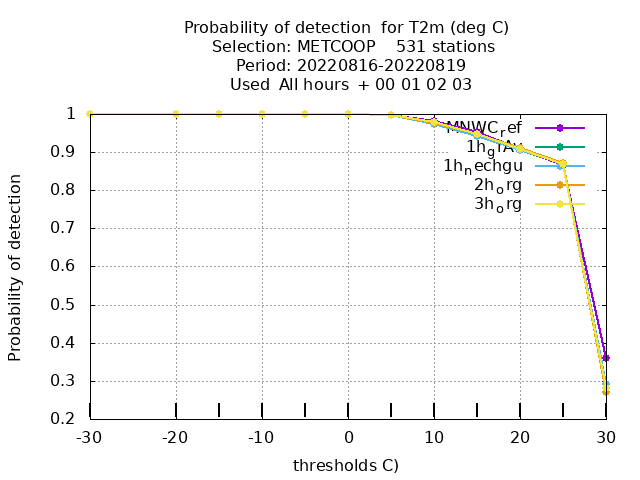 Probability of detection  for T2m (deg C)
Selection: METCOOP    531 stations
Period: 20220816-20220819
Used  All hours  + 00 01 02 03
Probability of detection
1
0.9
0.8
0.7
0.6
0.5
0.4
0.3
0.2
MNWC_ref
1h_grA
1h_nechgu
2h_org
3h_org
-30 -20 -10 0 10 20 30
thresholds C)